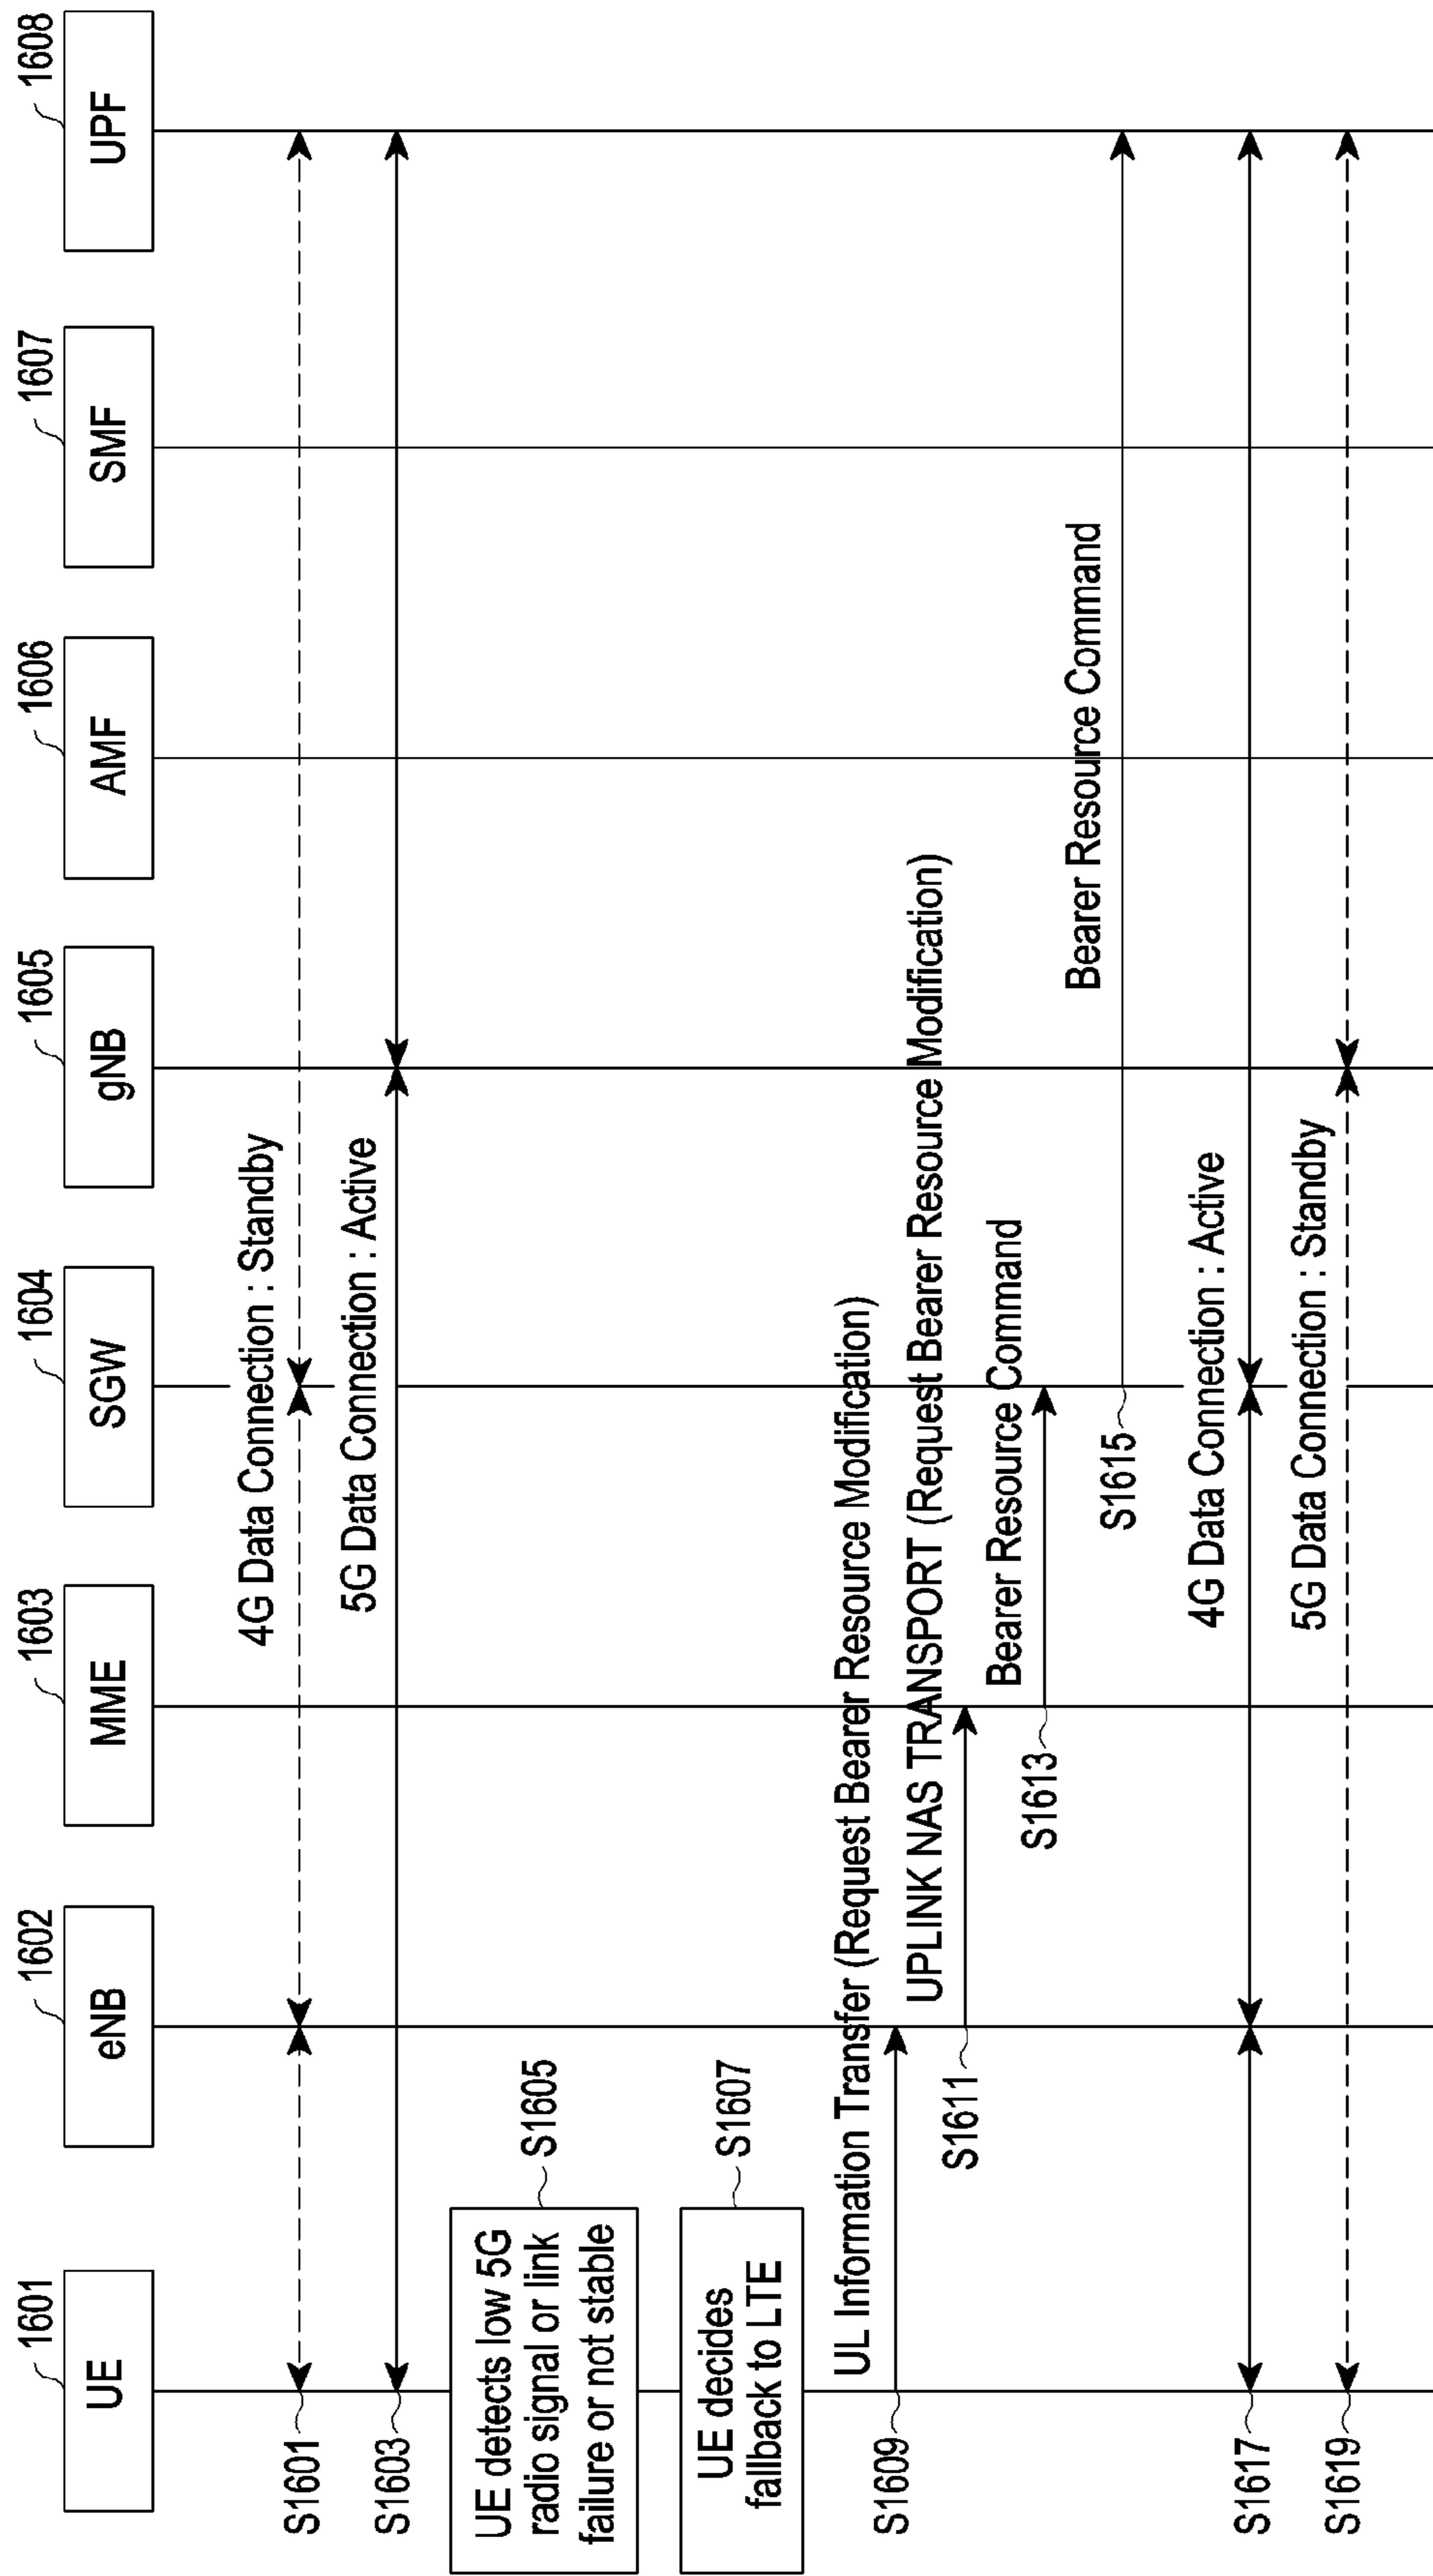 1601
1602
1603
1604
1605
1606
1607
1608
UE
eNB
MME
SGW
gNB
AMF
SMF
UPF
4G Data Connection : Standby
S1601
5G Data Connection : Active
S1603
UE detects low 5G
radio signal or link
failure or not stable
S1605
UE decides
fallback to LTE
S1607
UL Information Transfer (Request Bearer Resource Modification)
S1609
UPLINK NAS TRANSPORT (Request Bearer Resource Modification)
S1611
Bearer Resource Command
S1613
Bearer Resource Command
S1615
4G Data Connection : Active
S1617
5G Data Connection : Standby
S1619